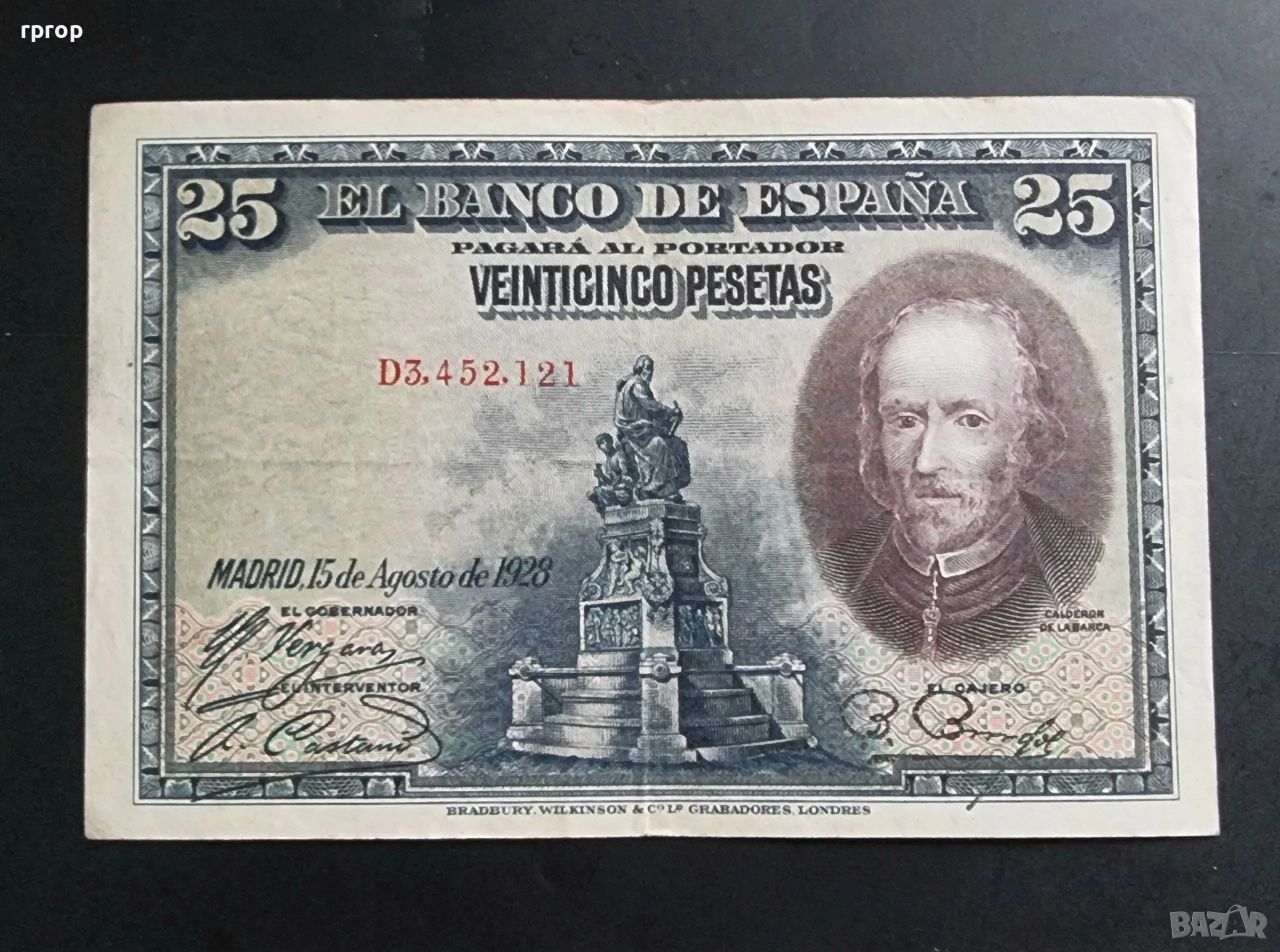 rprop
25 EL BANCO DE ESPAÑA 25
PAGARÁ AL PORTADOR
VEINTICINCO PESETAS
D3,452,121
MADRID, 15 de Agosto de 1928
EL GOBERNADOR
Vergara
CALDERON
DE LA BARCA
EL INTERVENTOR
EL CAJERO
A. Castaño
BRADBURY, WILKINSON & Cº Lᴰ GRABADORES, LONDRES
BAZAR